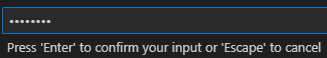 ••••••••
Press 'Enter' to confirm your input or 'Escape' to cancel